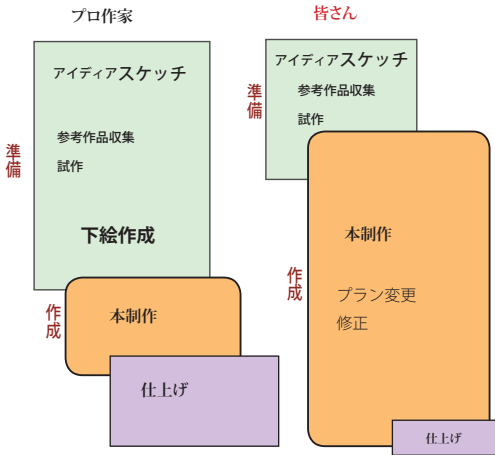 プロ作家
アイディアスケッチ
参考作品収集
試作
下絵作成
準備
本制作
作成
仕上げ
皆さん
アイディアスケッチ
参考作品収集
試作
準備
本制作
プラン変更
修正
作成
仕上げ